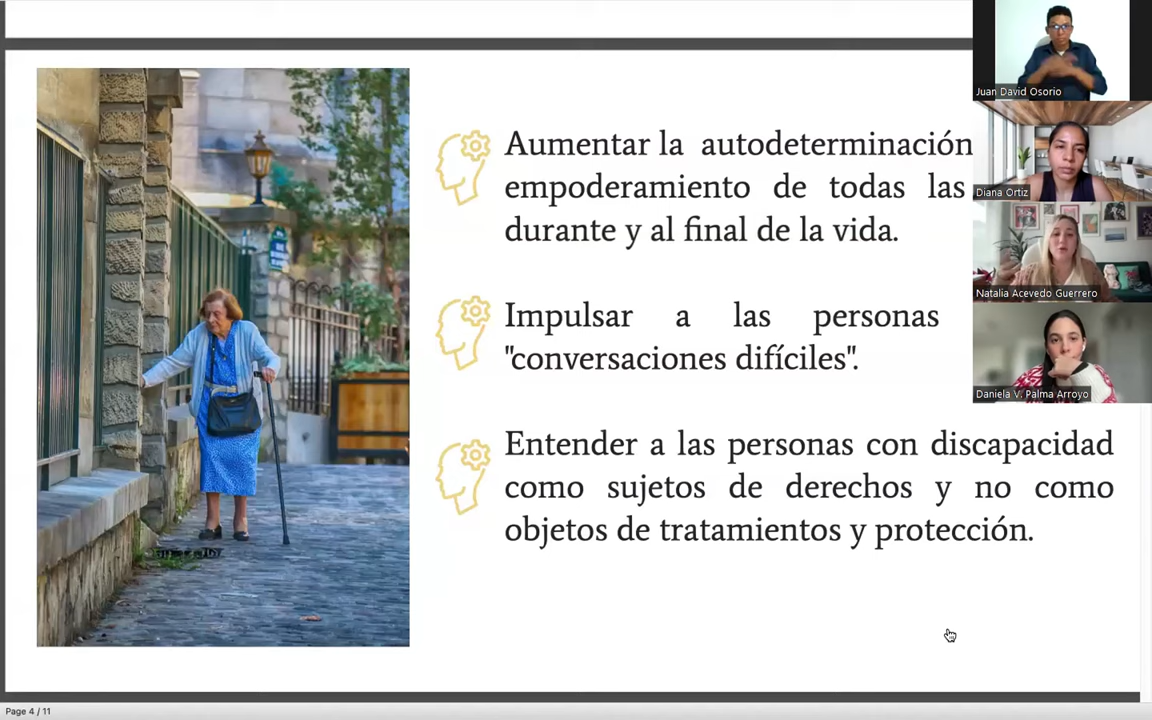 Aumentar la autodeterminación
empoderamiento de todas las
durante y al final de la vida.
Impulsar a las personas
"conversaciones difíciles".
Entender a las personas con discapacidad
como sujetos de derechos y no como
objetos de tratamientos y protección.
Juan David Osorio
Diana Ortiz
Natalia Acevedo Guerrero
Daniela V. Palma Arroyo
Page 4 / 11